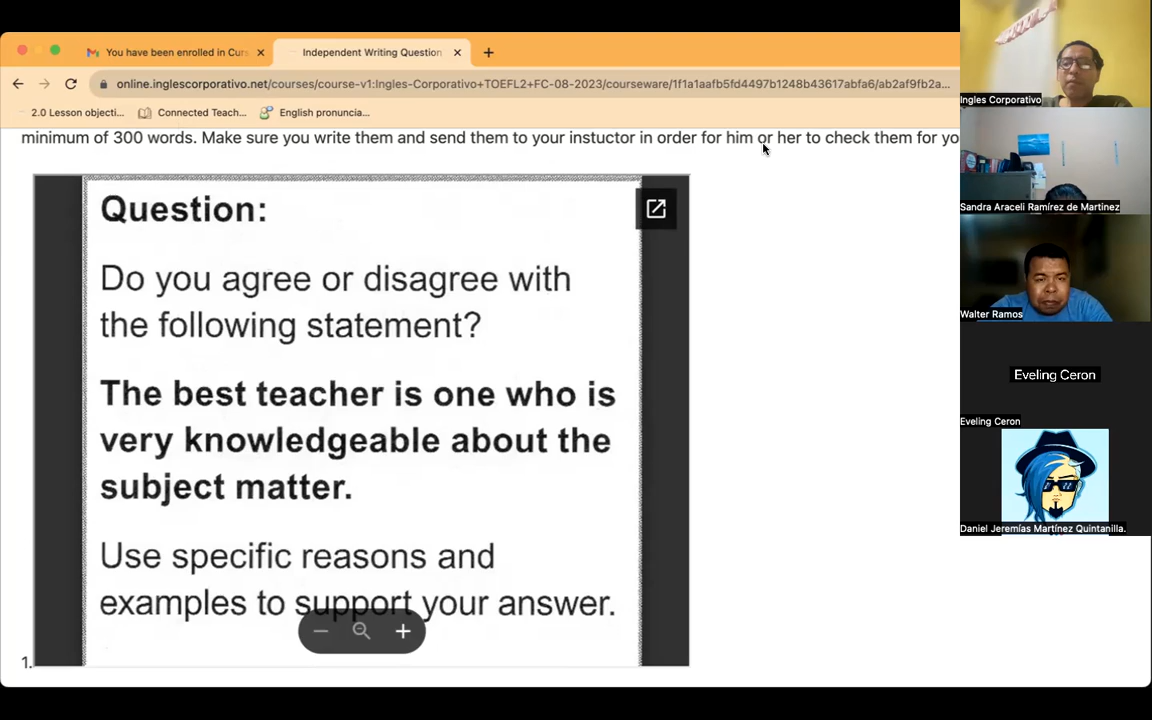 You have been enrolled in Cur
Independent Writing Question
online.inglescorporativo.net/courses/course-v1:Ingles-Corporativo+TOEFL2+FC-08-2023/courseware/1f1a1aafb5fd4497b1248b43617abfa6/ab2af9fb2a...
2.0 Lesson objecti...
Connected Teach...
English pronuncia...
minimum of 300 words. Make sure you write them and send them to your instuctor in order for him or her to check them for yo
Question:
Do you agree or disagree with
the following statement?
The best teacher is one who is
very knowledgeable about the
subject matter.
Use specific reasons and
examples to support your answer.
1.
Ingles Corporativo
Sandra Araceli Ramírez de Martinez
Walter Ramos
Eveling Ceron
Eveling Ceron
Daniel Jeremías Martínez Quintanilla.